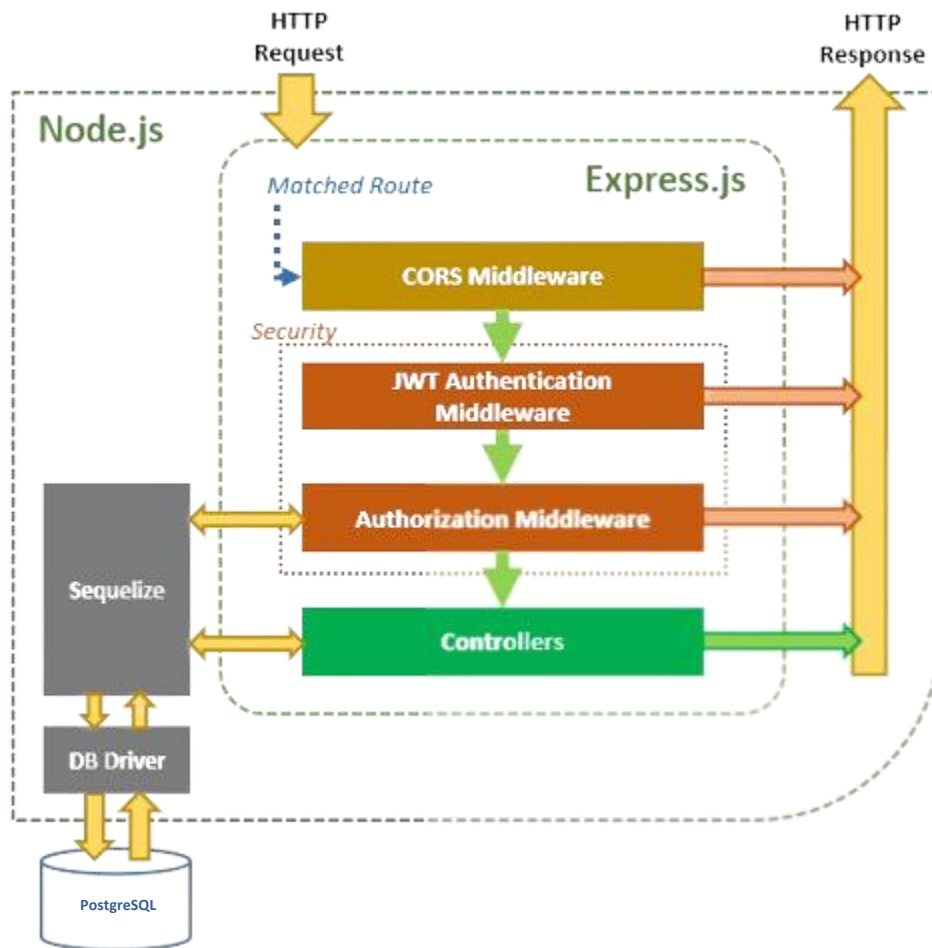 HTTP
Request
HTTP
Response
Node.js
Express.js
Matched Route
CORS Middleware
Security
JWT Authentication
Middleware
Authorization Middleware
Sequelize
Controllers
DB Driver
PostgreSQL